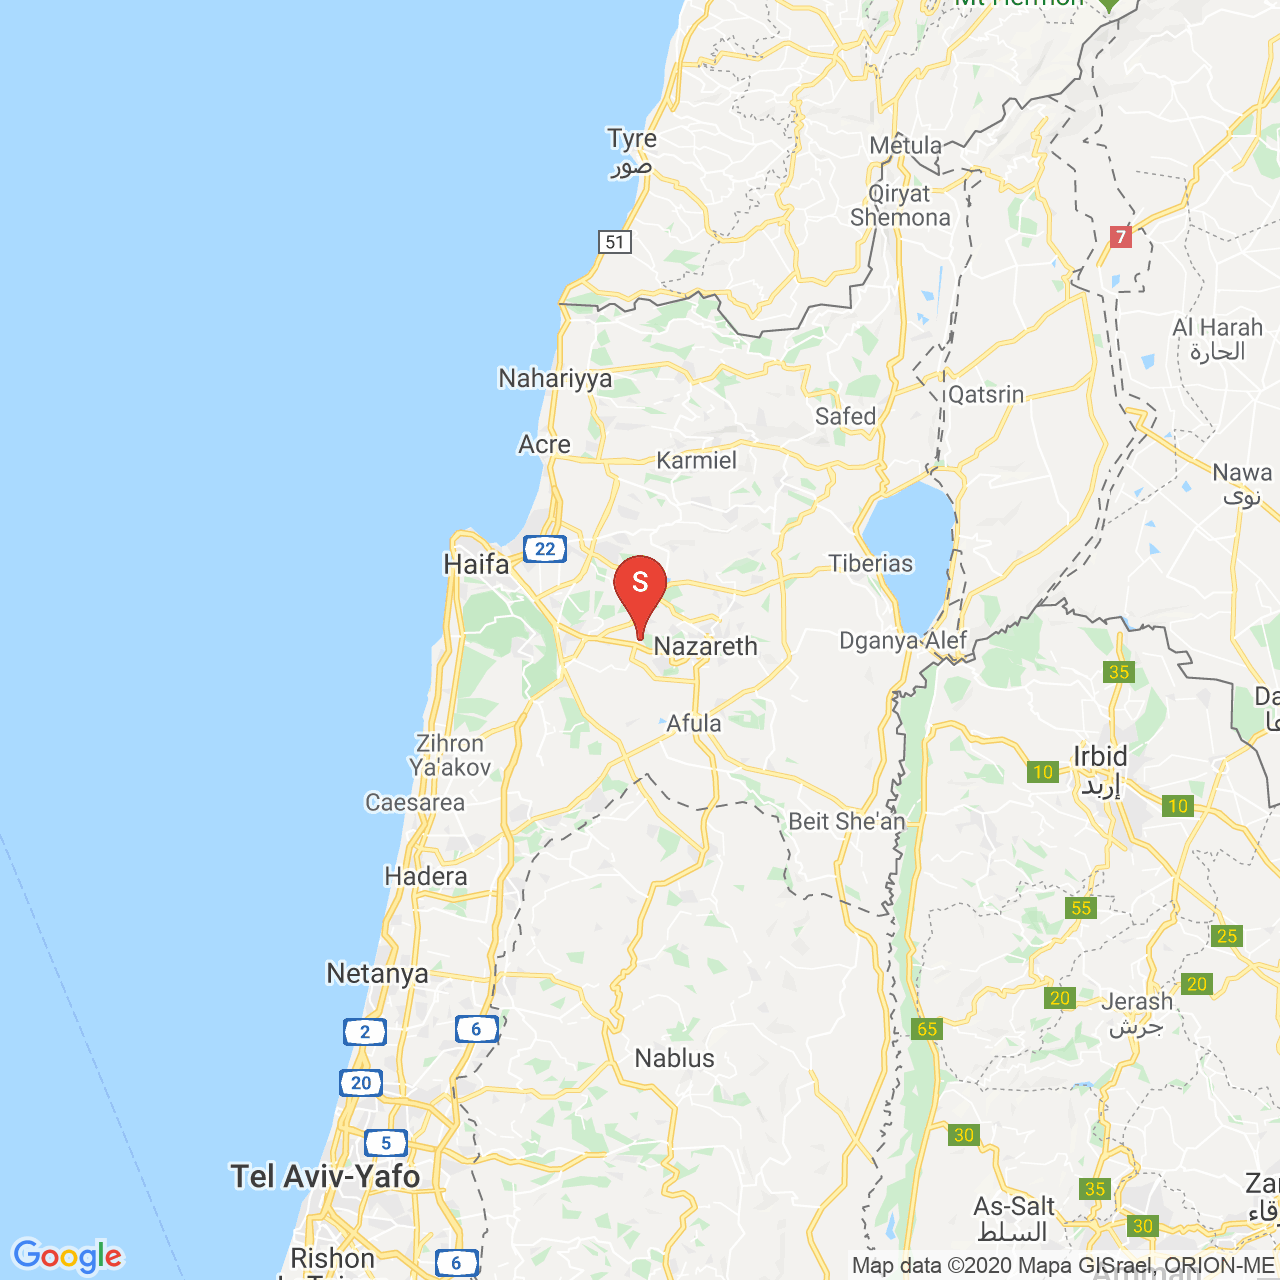 Mt Hermon
Tyre
صور
Metula
Qiryat
Shemona
51
7
Al Harah
الحارة
Nahariyya
Qatsrin
Safed
Acre
Karmiel
Nawa
نوى
22
Haifa
Tiberias
S
Nazareth
Dganya Alef
35
Afula
Zihron
Ya'akov
Irbid
إربد
10
Caesarea
10
Beit She'an
Hadera
55
25
Netanya
20
20
Jerash
جرش
2
6
65
Nablus
20
30
5
Tel Aviv-Yafo
35
As-Salt
السلط
30
Rishon
6
Google
Map data ©2020 Mapa GISrael, ORION-ME